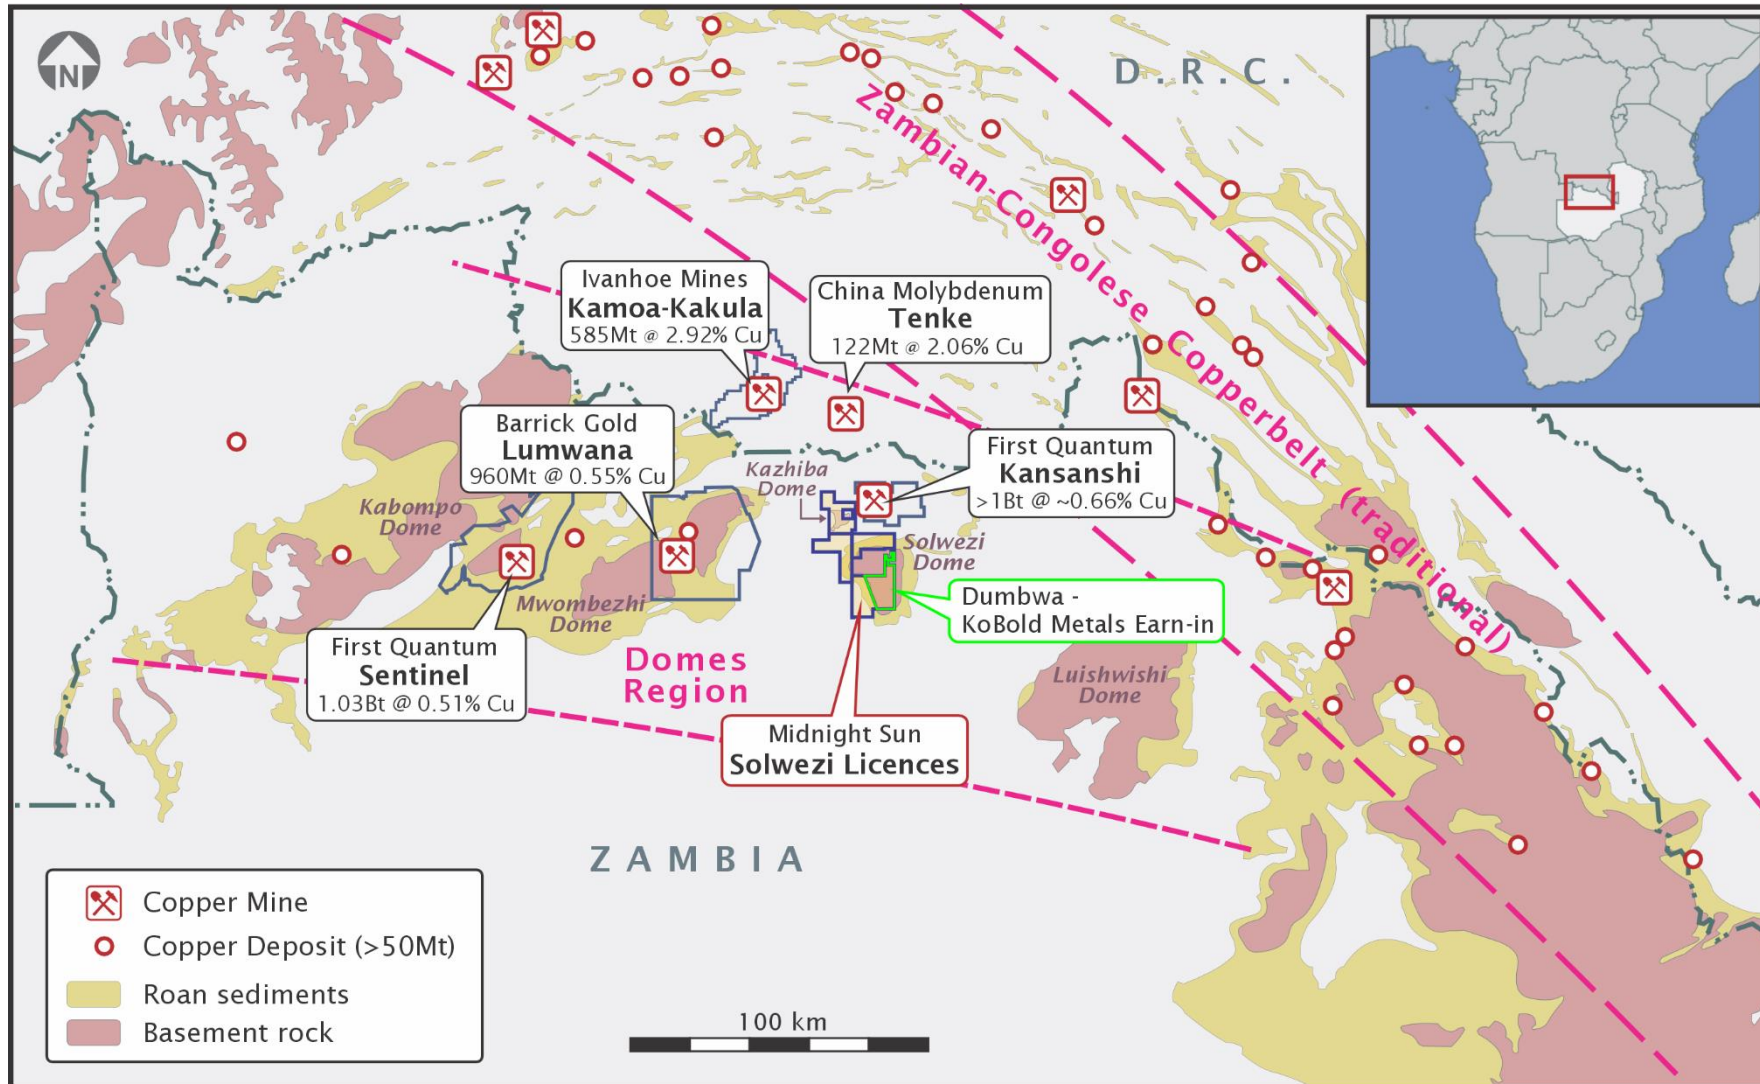 N
D.R.C.
Zambian-Congolese Copperbelt (traditional)
Ivanhoe Mines
Kamoa-Kakula
585Mt @ 2.92% Cu
China Molybdenum
Tenke
122Mt @ 2.06% Cu
Barrick Gold
Lumwana
960Mt @ 0.55% Cu
Kazhiba
Dome
First Quantum
Kansanshi
>1Bt @ ~0.66% Cu
Kabompo
Dome
Solwezi
Dome
Mwombezhi
Dome
Dumbwa -
KoBold Metals Earn-in
First Quantum
Sentinel
1.03Bt @ 0.51% Cu
Domes
Region
Luishwishi
Dome
Midnight Sun
Solwezi Licences
ZAMBIA
Copper Mine
Copper Deposit (>50Mt)
Roan sediments
Basement rock
100 km